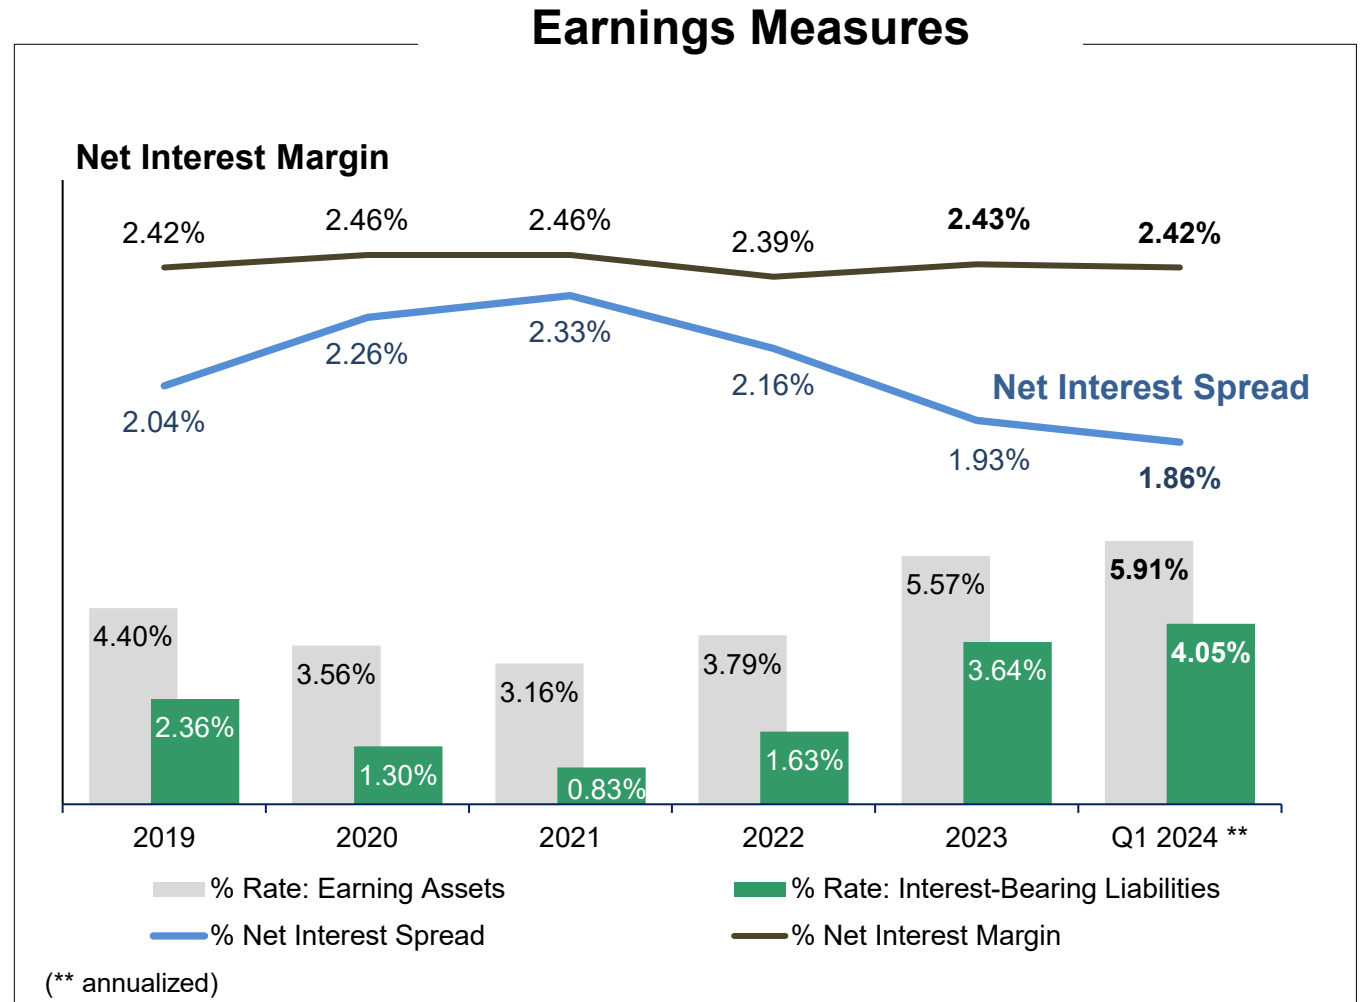 Earnings Measures
Net Interest Margin
2.42% 2.46% 2.46% 2.39% 2.43% 2.42%
2.04% 2.26% 2.33% 2.16% 1.93% 1.86%
Net Interest Spread
4.40% 3.56% 3.16% 3.79% 5.57% 5.91%
2.36% 1.30% 0.83% 1.63% 3.64% 4.05%
2019 2020 2021 2022 2023 Q1 2024 **
% Rate: Earning Assets % Rate: Interest-Bearing Liabilities
% Net Interest Spread % Net Interest Margin
(** annualized)